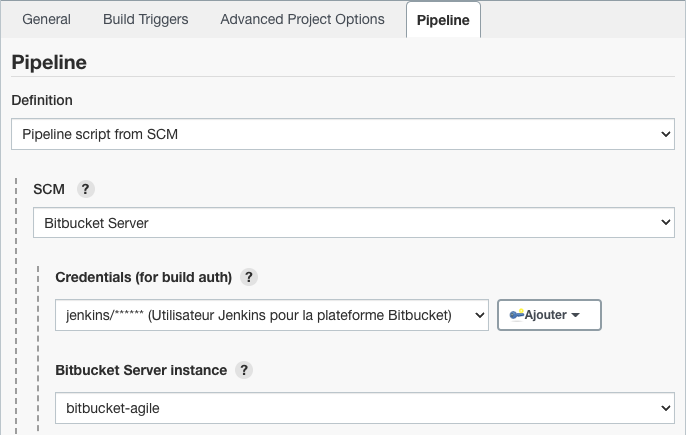 General Build Triggers Advanced Project Options Pipeline
Pipeline
Definition
Pipeline script from SCM
SCM ?
Bitbucket Server
Credentials (for build auth) ?
jenkins/****** (Utilisateur Jenkins pour la plateforme Bitbucket) Ajouter
Bitbucket Server instance ?
bitbucket-agile